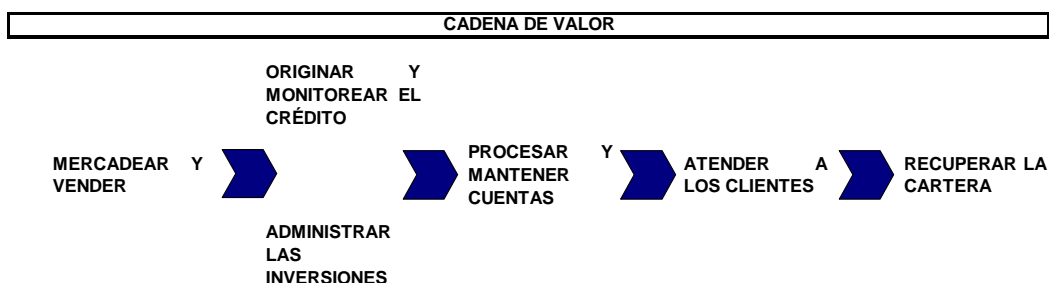 CADENA DE VALOR
MERCADEAR Y
VENDER
ORIGINAR Y
MONITOREAR EL
CRÉDITO
ADMINISTRAR
LAS
INVERSIONES
PROCESAR Y
MANTENER
CUENTAS
ATENDER A
LOS CLIENTES
RECUPERAR LA
CARTERA